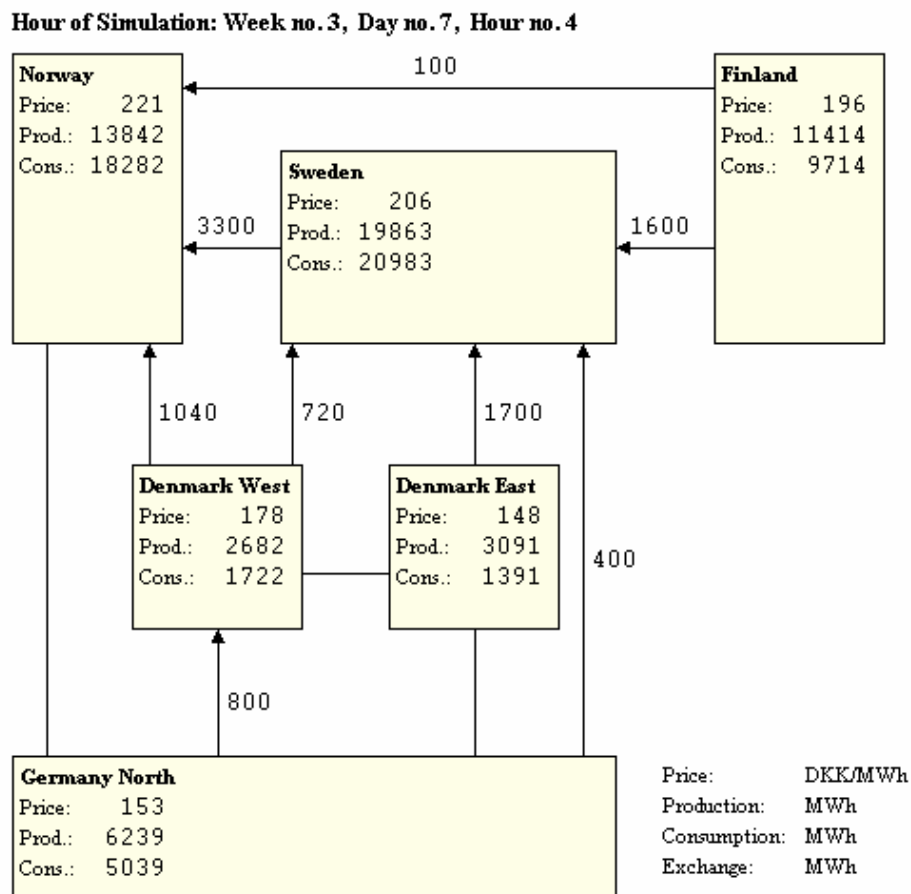 Hour of Simulation: Week no. 3, Day no. 7, Hour no. 4
100
Norway
Price: 221
Prod.: 13842
Cons.: 18282
Finland
Price: 196
Prod.: 11414
Cons.: 9714
Sweden
Price: 206
Prod.: 19863
Cons.: 20983
3300
1600
1040
720
1700
400
Denmark West
Price: 178
Prod.: 2682
Cons.: 1722
Denmark East
Price: 148
Prod.: 3091
Cons.: 1391
800
Germany North
Price: 153
Prod.: 6239
Cons.: 5039
Price: DKK/MWh
Production: MWh
Consumption: MWh
Exchange: MWh